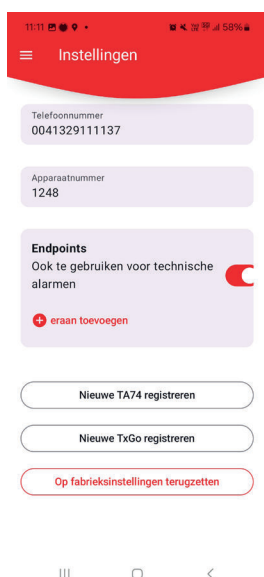 11:11
58%
Instellingen
Telefoonnummer
0041329111137
Apparaatnummer
1248
Endpoints
Ook te gebruiken voor technische
alarmen
eraan toevoegen
Nieuwe TA74 registreren
Nieuwe TxGo registreren
Op fabrieksinstellingen terugzetten